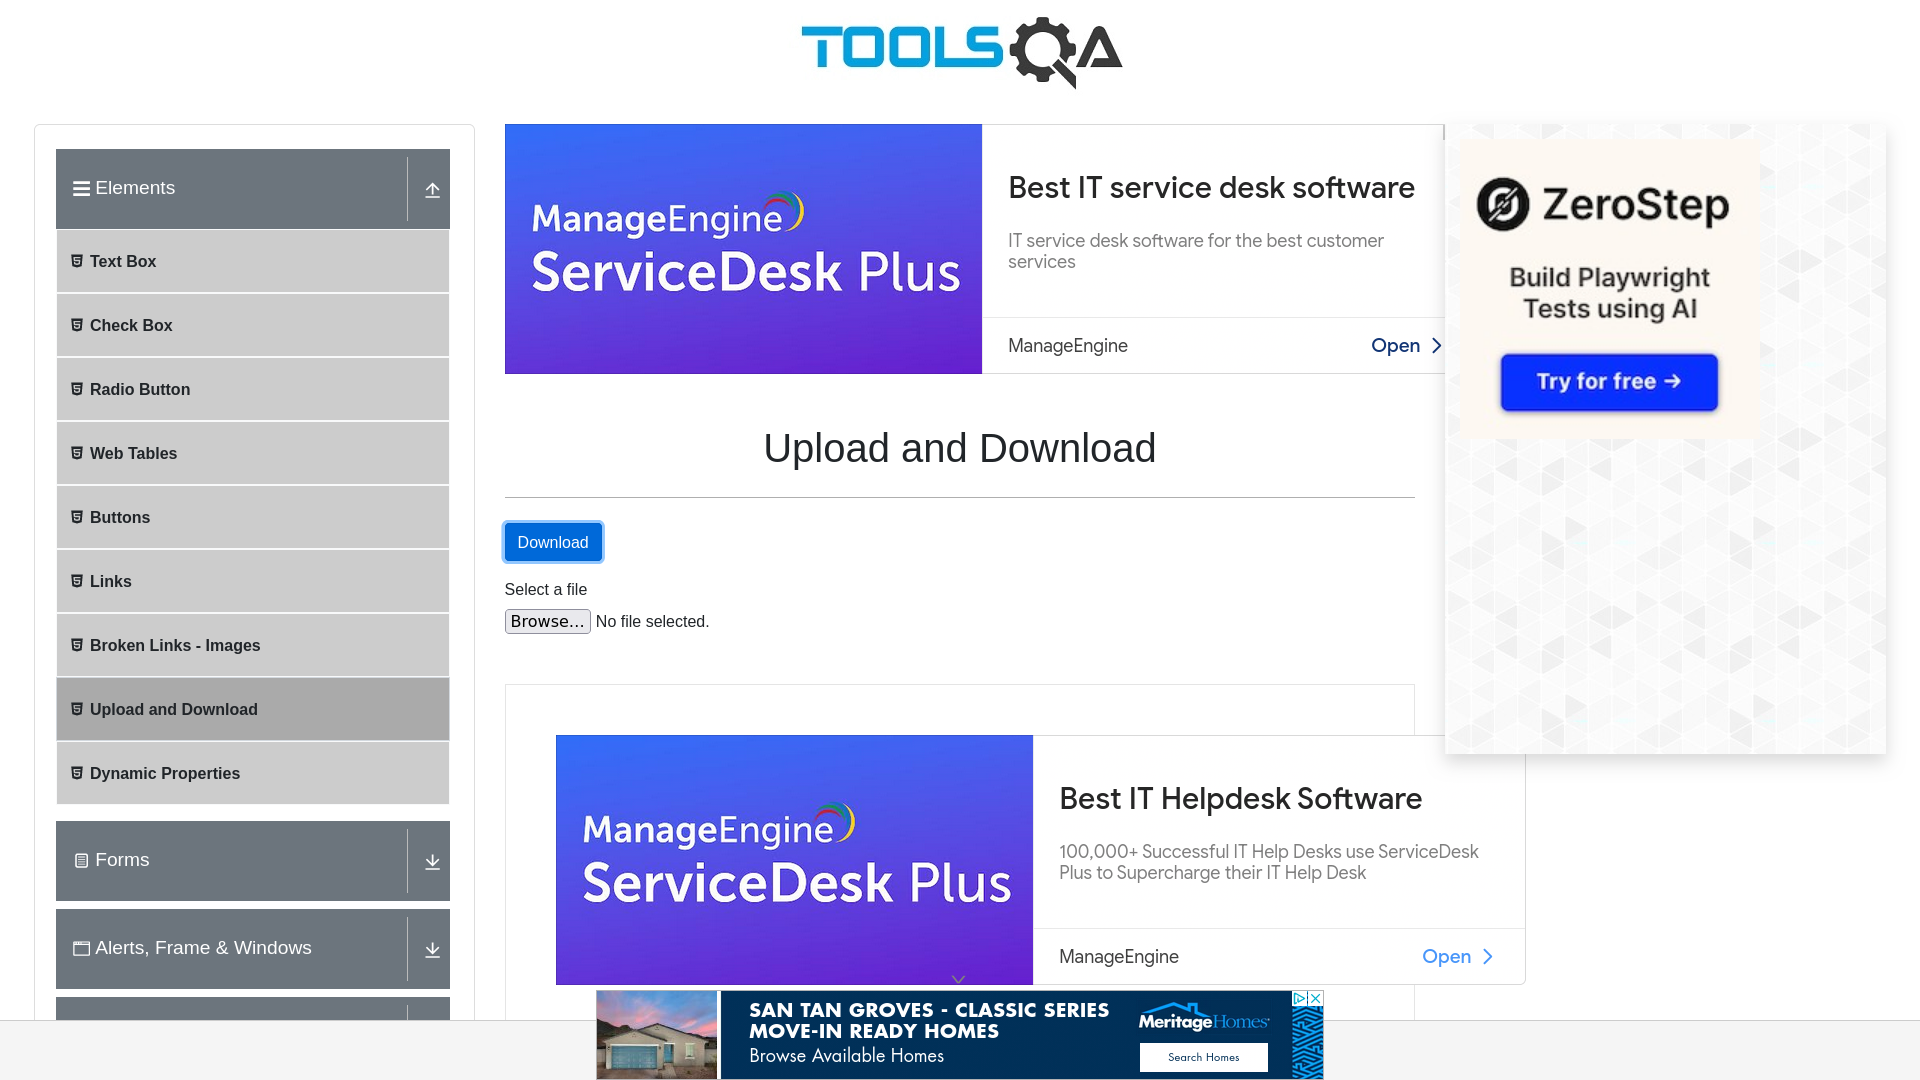 TOOLSQA
Elements
Text Box
Check Box
Radio Button
Web Tables
Buttons
Links
Broken Links - Images
Upload and Download
Dynamic Properties
Forms
Alerts, Frame & Windows
ManageEngine
ServiceDesk Plus
Best IT service desk software
IT service desk software for the best customer
services
ManageEngine
Open
Upload and Download
Download
Select a file
Browse... No file selected.
ManageEngine
ServiceDesk Plus
Best IT Helpdesk Software
100,000+ Successful IT Help Desks use ServiceDesk
Plus to Supercharge their IT Help Desk
ManageEngine
Open
ZeroStep
Build Playwright
Tests using AI
Try for free →
SAN TAN GROVES - CLASSIC SERIES
MOVE-IN READY HOMES
Browse Available Homes
MeritageHomes
Search Homes